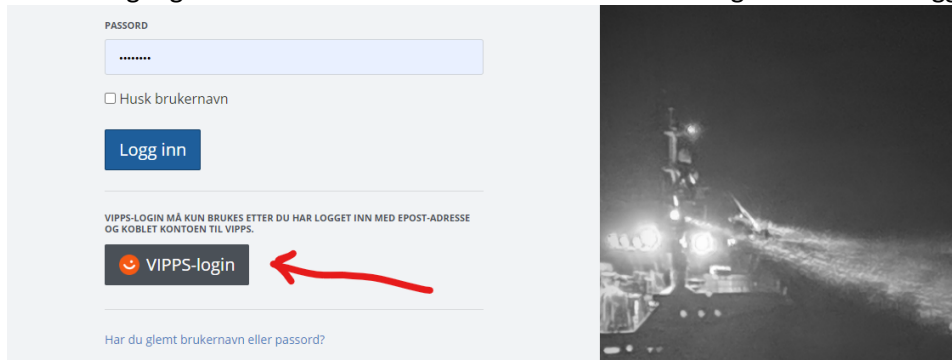 PASSORD
........
Husk brukernavn
Logg inn
VIPPS-LOGIN MÅ KUN BRUKES ETTER DU HAR LOGGET INN MED EPOST-ADRESSE
OG KOBLET KONTOEN TIL VIPPS.
VIPPS-login
Har du glemt brukernavn eller passord?